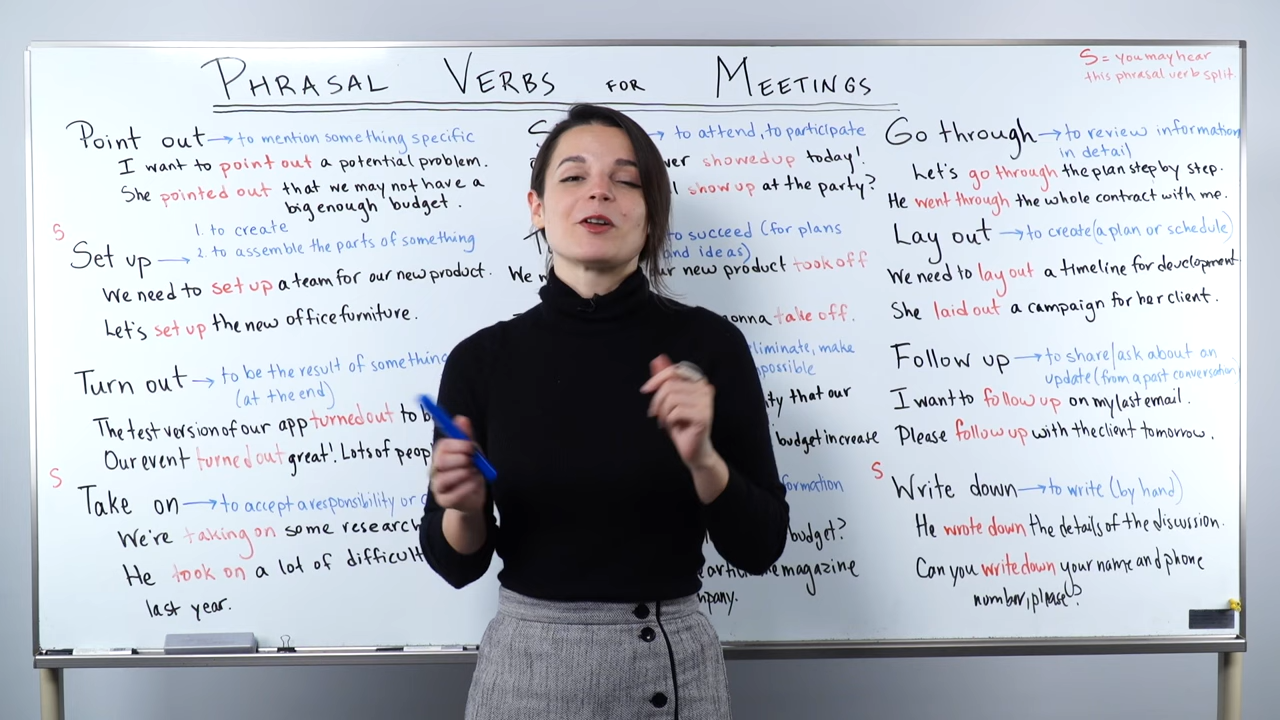 PHRASAL VERBS FOR MEETINGS
S = you may hear
this phrasal verb split.
Point out → to mention something specific
I want to point out a potential problem.
She pointed out that we may not have a
big enough budget.
S
1. to create
Set up → 2. to assemble the parts of something
We need to set up a team for our new product.
Let's set up the new office furniture.
Turn out → to be the result of something
(at the end)
The test version of our app turned out to
Our event turned out great! Lots of
S
Take on → to accept a responsibility or
We're taking on some research
He took on a lot of difficult
last year.
→ to attend, to participate
showed up today!
show up at the party?
to succeed (for plans
and ideas)
our new product took off
gonna take off.
make
that our
budget increase
budget?
magazine
Go through → to review information
in detail
Let's go through the plan step by step.
He went through the whole contract with me.
Lay out → to create (a plan or schedule)
We need to lay out a timeline for development.
She laid out a campaign for her client.
Follow up → to share/ask about an
update (from a past conversation)
I want to follow up on my last email.
Please follow up with the client tomorrow.
S
Write down → to write (by hand)
He wrote down the details of the discussion.
Can you write down your name and phone
number, please?